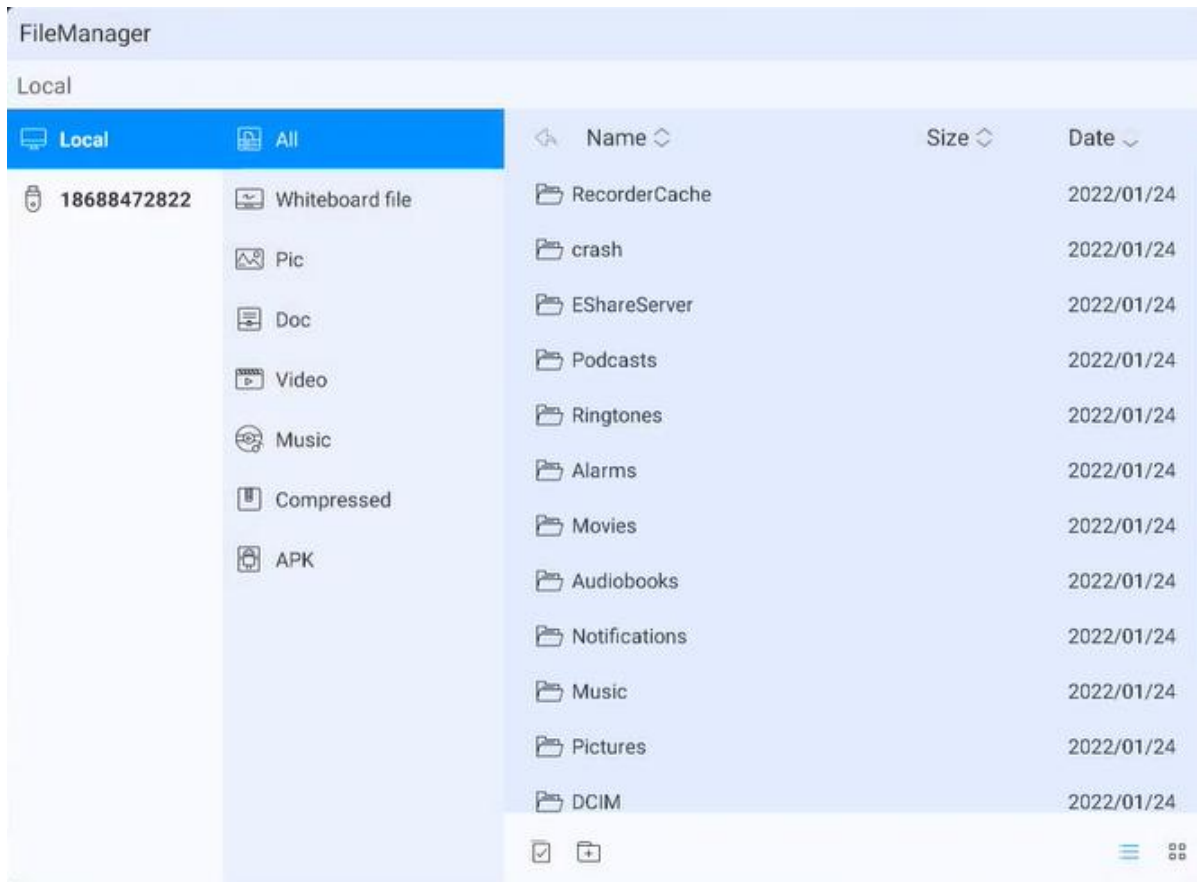 FileManager
Local
Local
18688472822
All
Whiteboard file
Pic
Doc
Video
Music
Compressed
APK
Name Size Date
RecorderCache 2022/01/24
crash 2022/01/24
EShareServer 2022/01/24
Podcasts 2022/01/24
Ringtones 2022/01/24
Alarms 2022/01/24
Movies 2022/01/24
Audiobooks 2022/01/24
Notifications 2022/01/24
Music 2022/01/24
Pictures 2022/01/24
DCIM 2022/01/24